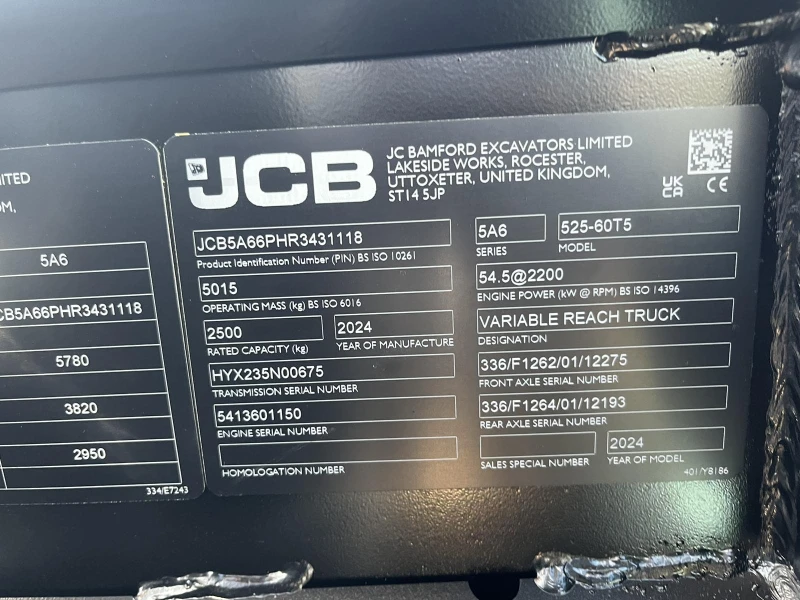 ITED
OM,
5A6
CB5A66PHR3431118
5780
3820
2950
334/E7243
JCB
JCB
JC BAMFORD EXCAVATORS LIMITED
LAKESIDE WORKS, ROCESTER,
UTTOXETER, UNITED KINGDOM,
ST14 5JP
UK
CA
CE
JCB5A66PHR3431118
Product Identification Number (PIN) BS ISO 10261
5A6
SERIES
525-60T5
MODEL
5015
OPERATING MASS (kg) BS ISO 6016
54.5@2200
ENGINE POWER (kW @ RPM) BS ISO 14396
2500
RATED CAPACITY (kg)
2024
YEAR OF MANUFACTURE
VARIABLE REACH TRUCK
DESIGNATION
HYX235N00675
TRANSMISSION SERIAL NUMBER
336/F1262/01/12275
FRONT AXLE SERIAL NUMBER
5413601150
ENGINE SERIAL NUMBER
336/F1264/01/12193
REAR AXLE SERIAL NUMBER
HOMOLOGATION NUMBER
SALES SPECIAL NUMBER
2024
YEAR OF MODEL
401/Y8186